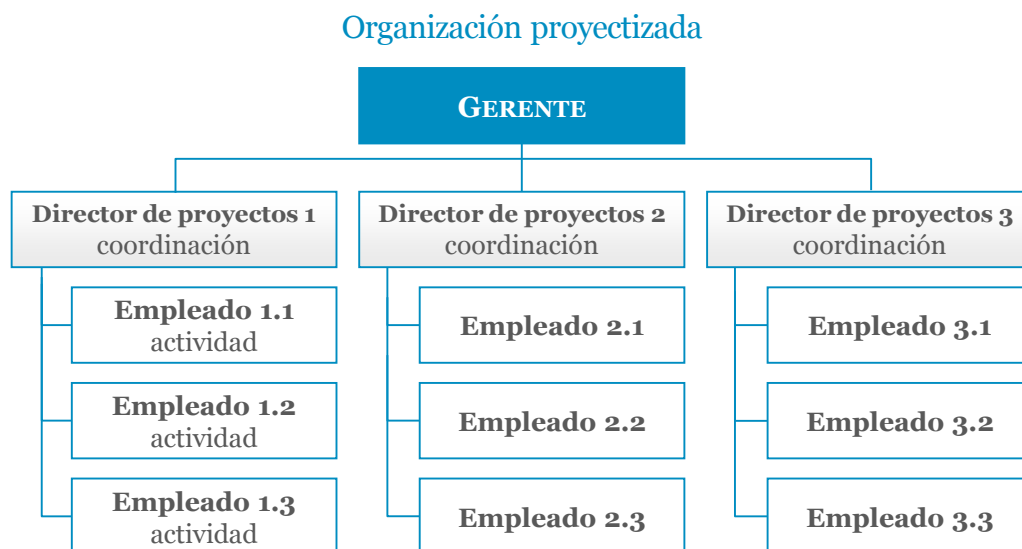 Organización proyectizada
GERENTE
Director de proyectos 1
coordinación
Empleado 1.1
actividad
Empleado 1.2
actividad
Empleado 1.3
actividad
Director de proyectos 2
coordinación
Empleado 2.1
Empleado 2.2
Empleado 2.3
Director de proyectos 3
coordinación
Empleado 3.1
Empleado 3.2
Empleado 3.3